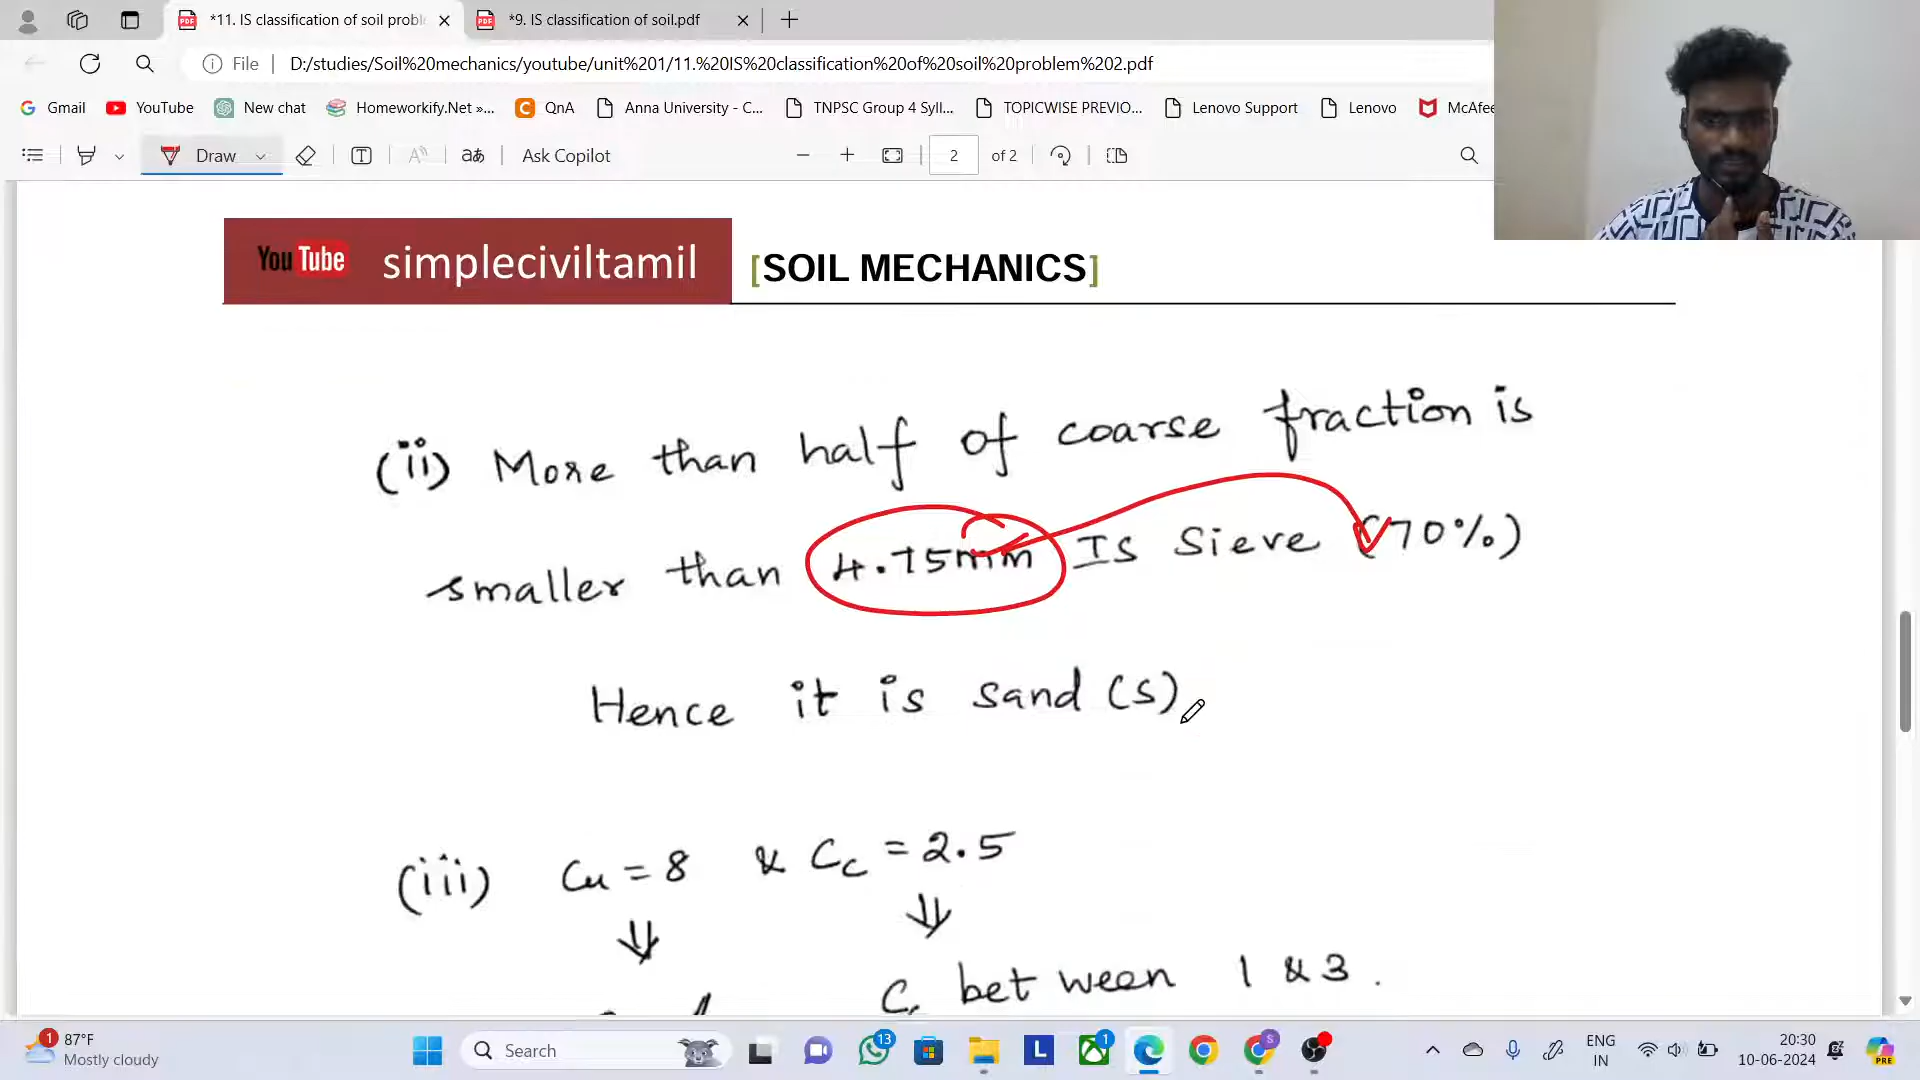 *11. IS classification of soil probl
*9. IS classification of soil.pdf
File
D:/studies/Soil%20mechanics/youtube/unit%201/11.%20IS%20classification%20of%20soil%20problem%202.pdf
Gmail
YouTube
New chat
Homeworkify.Net »...
QnA
Anna University - C...
TNPSC Group 4 Syll...
TOPICWISE PREVIO...
Lenovo Support
Lenovo
McAfee
Draw
Ask Copilot
2
of 2
YouTube simpleciviltamil [SOIL MECHANICS]
(ii) More than half of coarse fraction is
smaller than 4.75mm Is Sieve (70%)
Hence it is sand (S)
(iii) Cu = 8 & Cc = 2.5
Cc between 1 & 3.
1
87°F
Mostly cloudy
Search
13
L
1
S
ENG
IN
20:30
10-06-2024
PRE